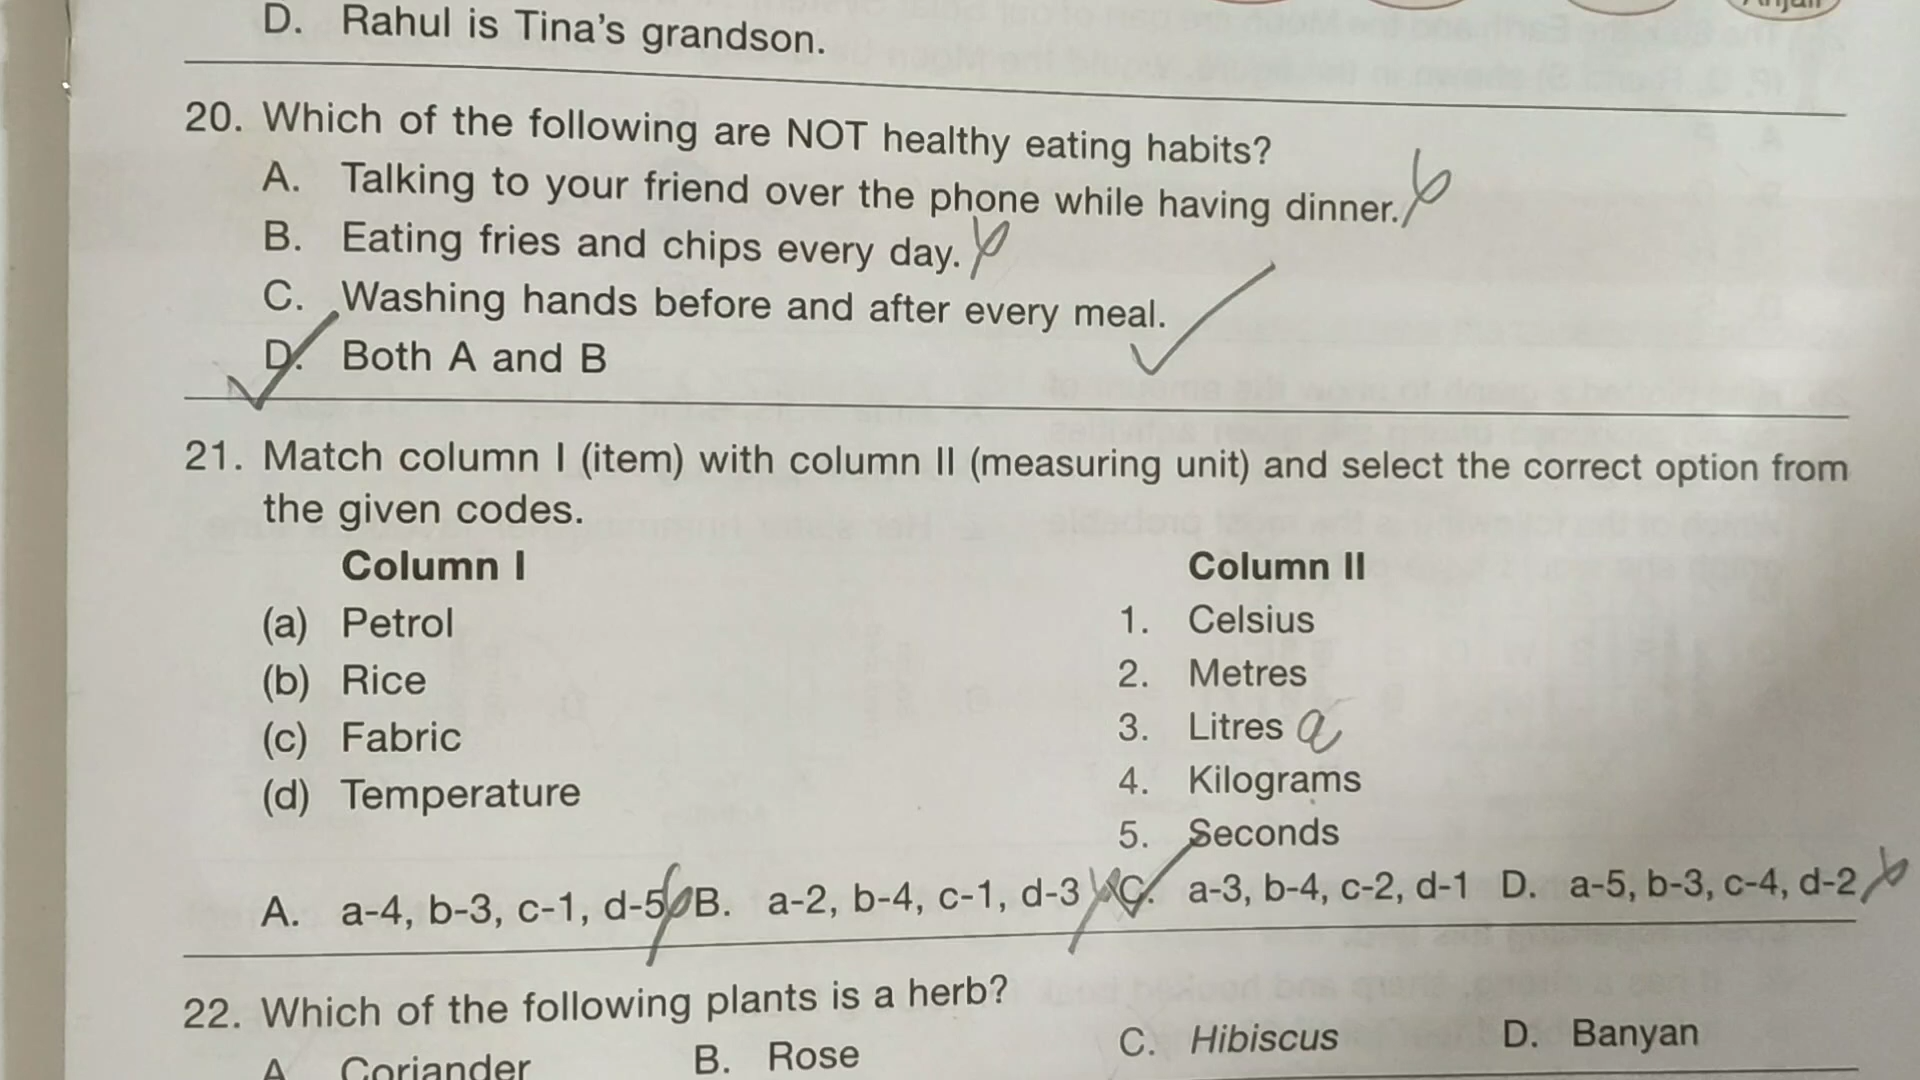 D. Rahul is Tina's grandson.
20. Which of the following are NOT healthy eating habits?
A. Talking to your friend over the phone while having dinner.
B. Eating fries and chips every day.
C. Washing hands before and after every meal.
D. Both A and B
21. Match column I (item) with column II (measuring unit) and select the correct option from
the given codes.
Column I Column II
(a) Petrol 1. Celsius
(b) Rice 2. Metres
(c) Fabric 3. Litres a
(d) Temperature 4. Kilograms
5. Seconds
A. a-4, b-3, c-1, d-5 B. a-2, b-4, c-1, d-3 C. a-3, b-4, c-2, d-1 D. a-5, b-3, c-4, d-2
22. Which of the following plants is a herb?
A Coriander B. Rose C. Hibiscus D. Banyan